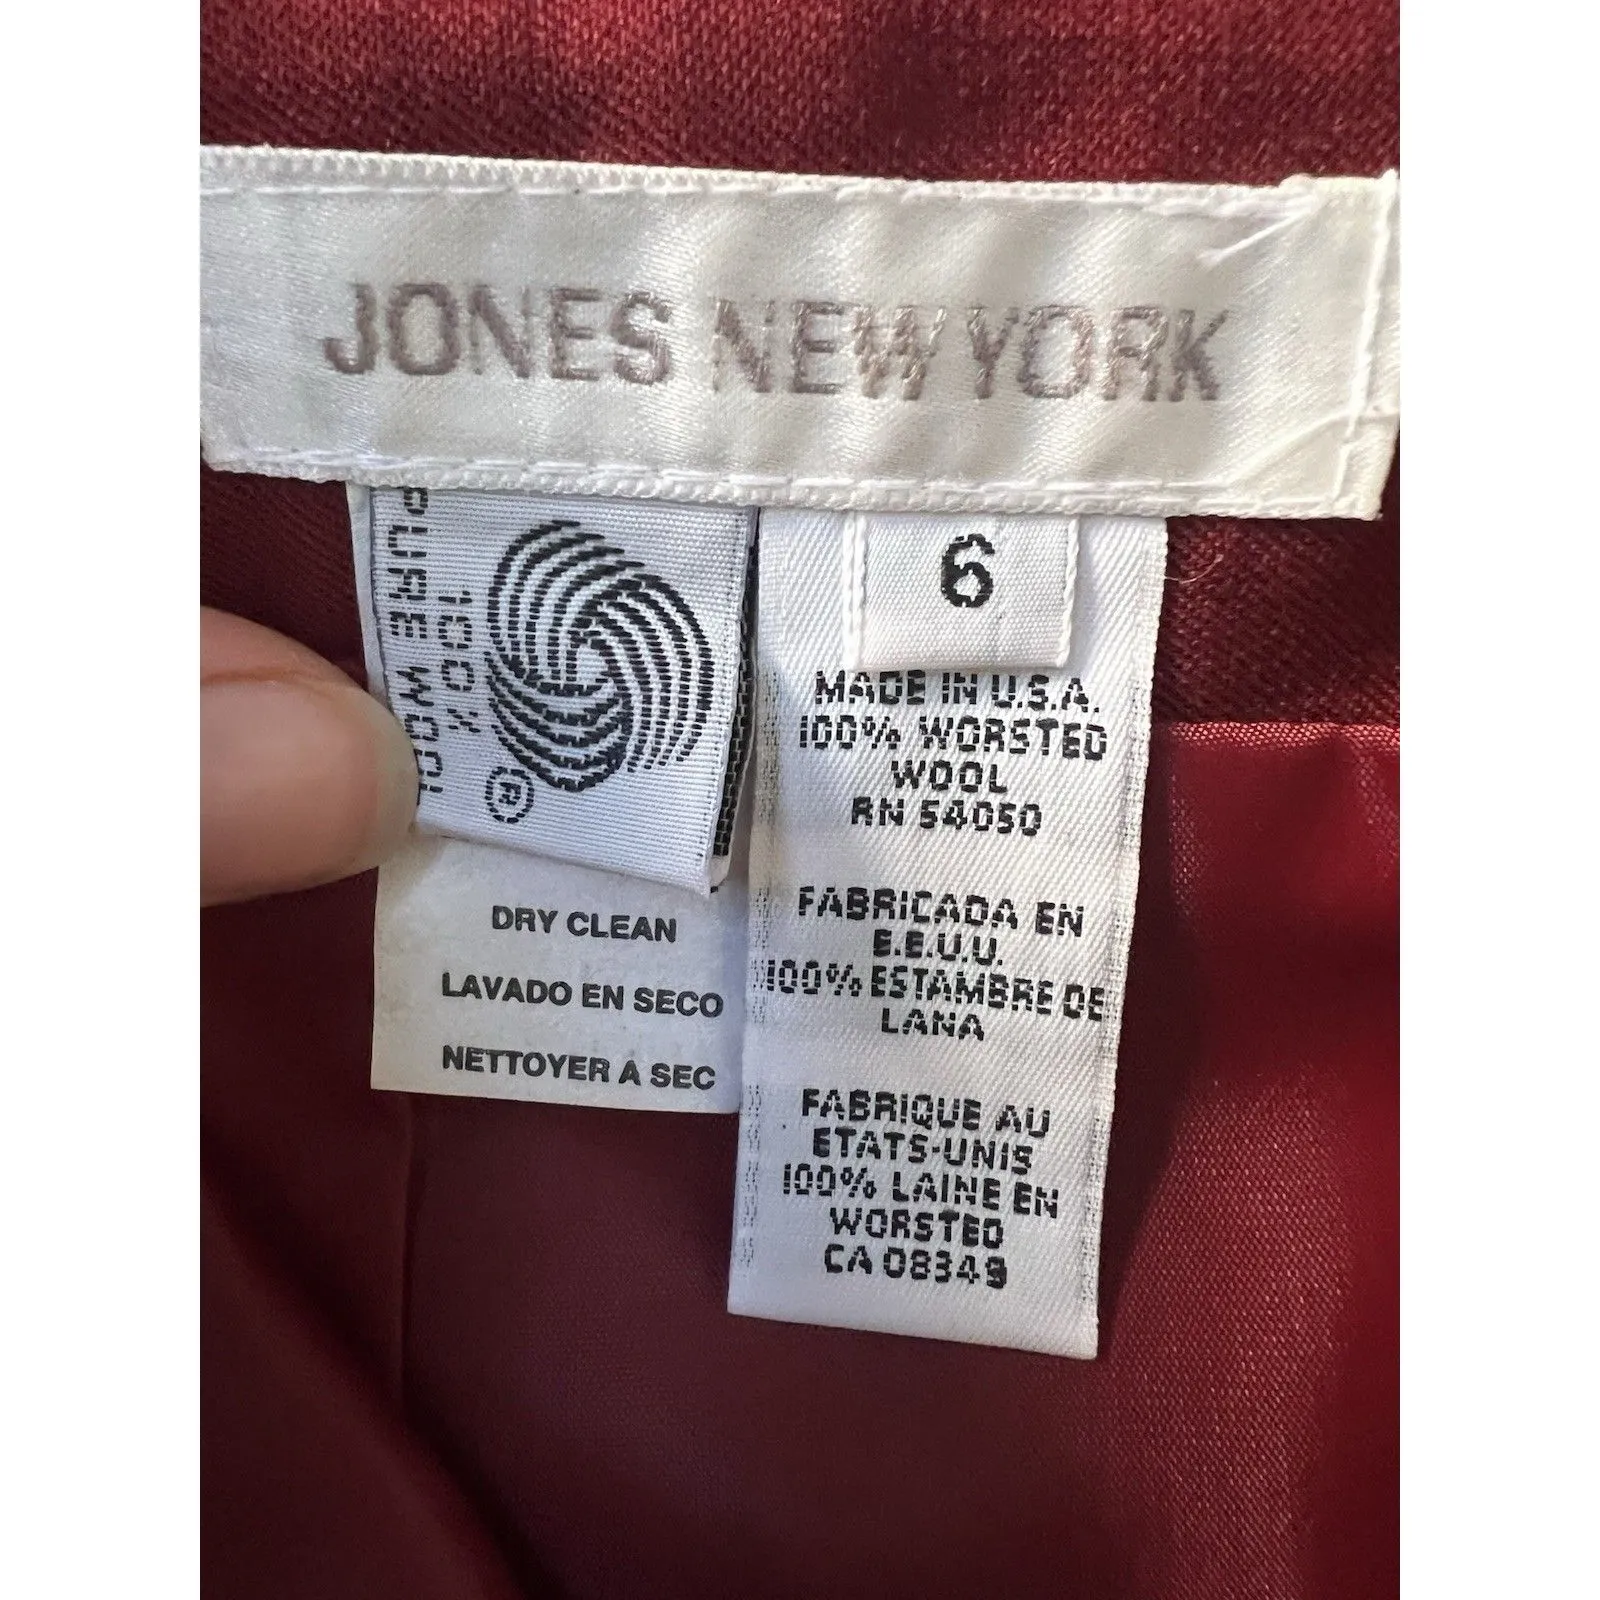 JONES NEW YORK
PURE WOOL
100%
®
6
MADE IN U.S.A.
100% WORSTED
WOOL
RN 54050
FABRICADA EN
E.E.U.U.
100% ESTAMBRE DE
LANA
FABRIQUE AU
ETATS-UNIS
100% LAINE EN
WORSTED
CA 08349
DRY CLEAN
LAVADO EN SECO
NETTOYER A SEC